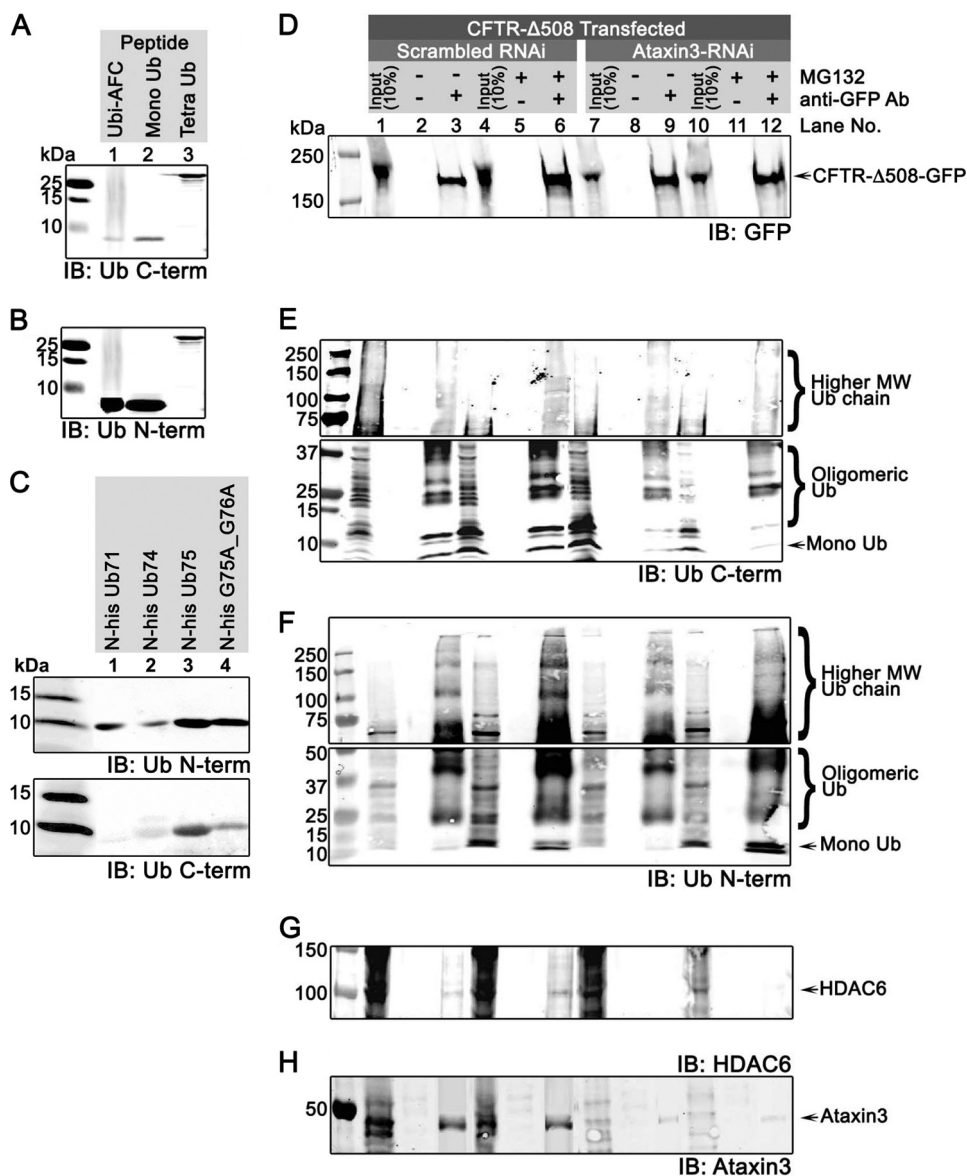 A
Peptide
Ubi-AFC
Mono Ub
Tetra Ub
kDa 1 2 3
25
15
10
IB: Ub C-term
B
25
15
10
IB: Ub N-term
C
N-his Ub71
N-his Ub74
N-his Ub75
N-his G75A_G76A
kDa 1 2 3 4
15
10
IB: Ub N-term
15
10
IB: Ub C-term
D
CFTR-Δ508 Transfected
Scrambled RNAi Ataxin3-RNAi
Input (10%) - - Input (10%) + + Input (10%) - - Input (10%) + + MG132
- + - + - + - + anti-GFP Ab
kDa 1 2 3 4 5 6 7 8 9 10 11 12 Lane No.
250
150
CFTR-Δ508-GFP
IB: GFP
E
250
150
100
75
Higher MW
Ub chain
37
25
15
10
Oligomeric
Ub
Mono Ub
IB: Ub C-term
F
250
150
100
75
Higher MW
Ub chain
50
37
25
15
10
Oligomeric
Ub
Mono Ub
IB: Ub N-term
G
150
100
HDAC6
IB: HDAC6
H
50
Ataxin3
IB: Ataxin3